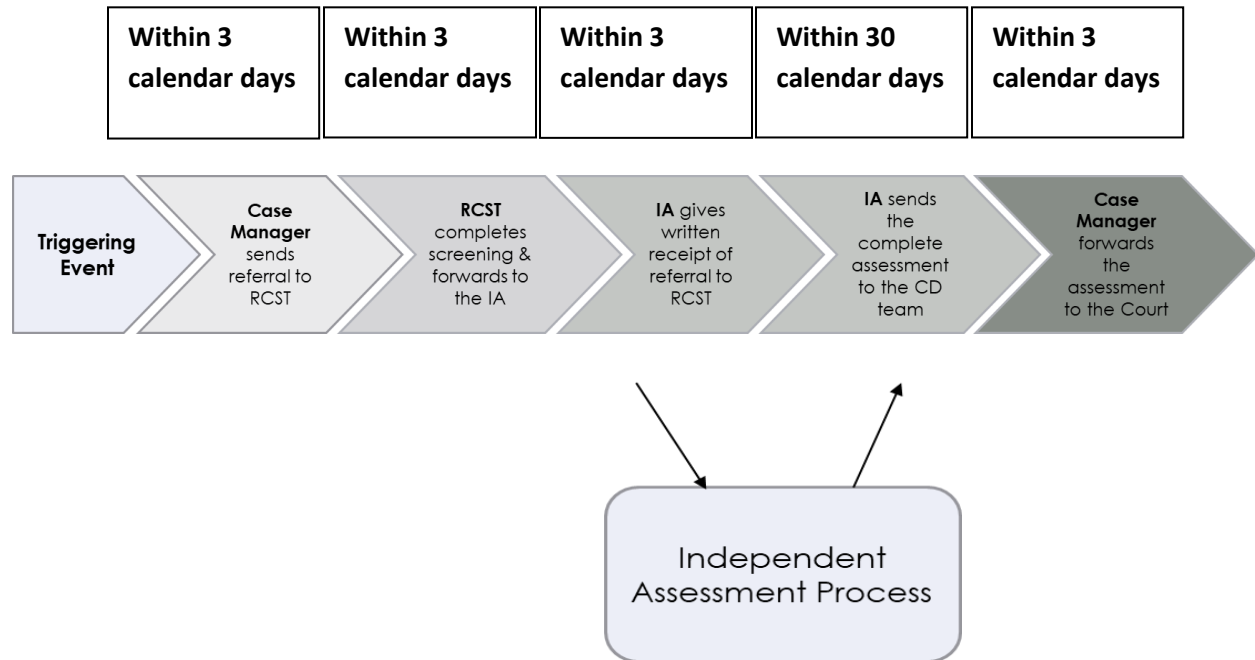 Within 3
calendar days
Within 3
calendar days
Within 3
calendar days
Within 30
calendar days
Within 3
calendar days
Triggering
Event
Case
Manager
sends
referral to
RCST
RCST
completes
screening &
forwards to
the IA
IA gives
written
receipt of
referral to
RCST
IA sends
the
complete
assessment
to the CD
team
Case
Manager
forwards
the
assessment
to the Court
Independent
Assessment Process